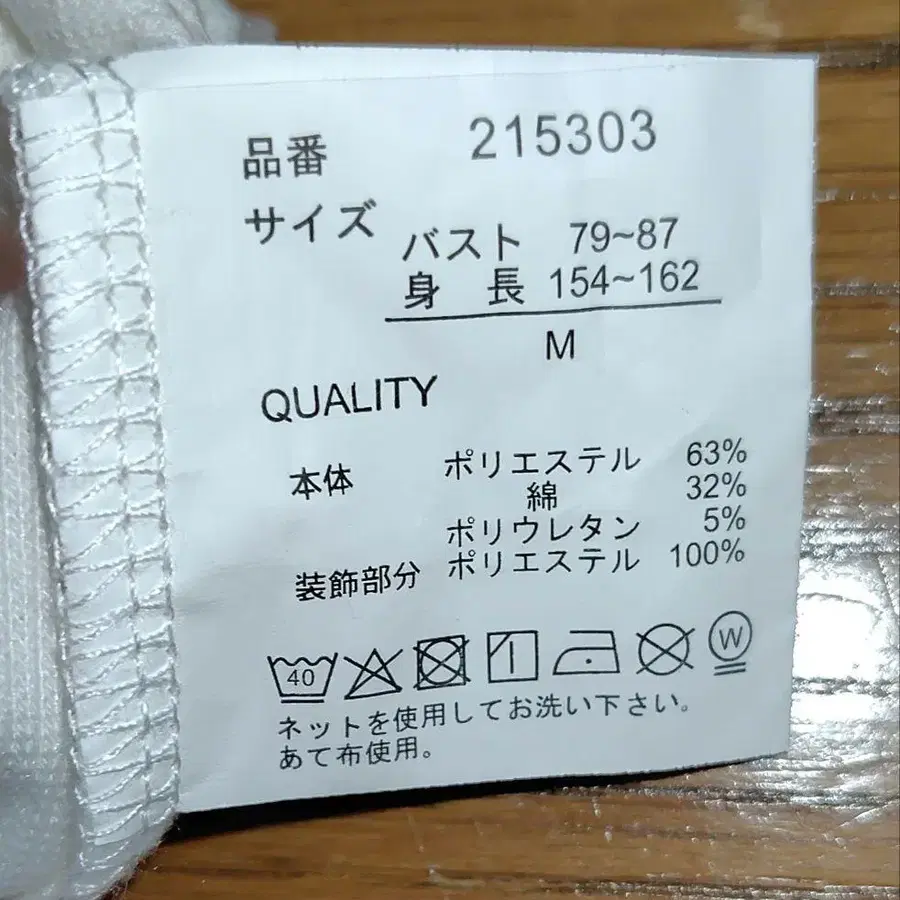 品番 215303
サイズ バスト 79~87
身長 154~162
M
QUALITY
本体 ポリエステル 63%
綿 32%
ポリウレタン 5%
装飾部分 ポリエステル 100%
40 W
ネットを使用してお洗い下さい。
あて布使用。